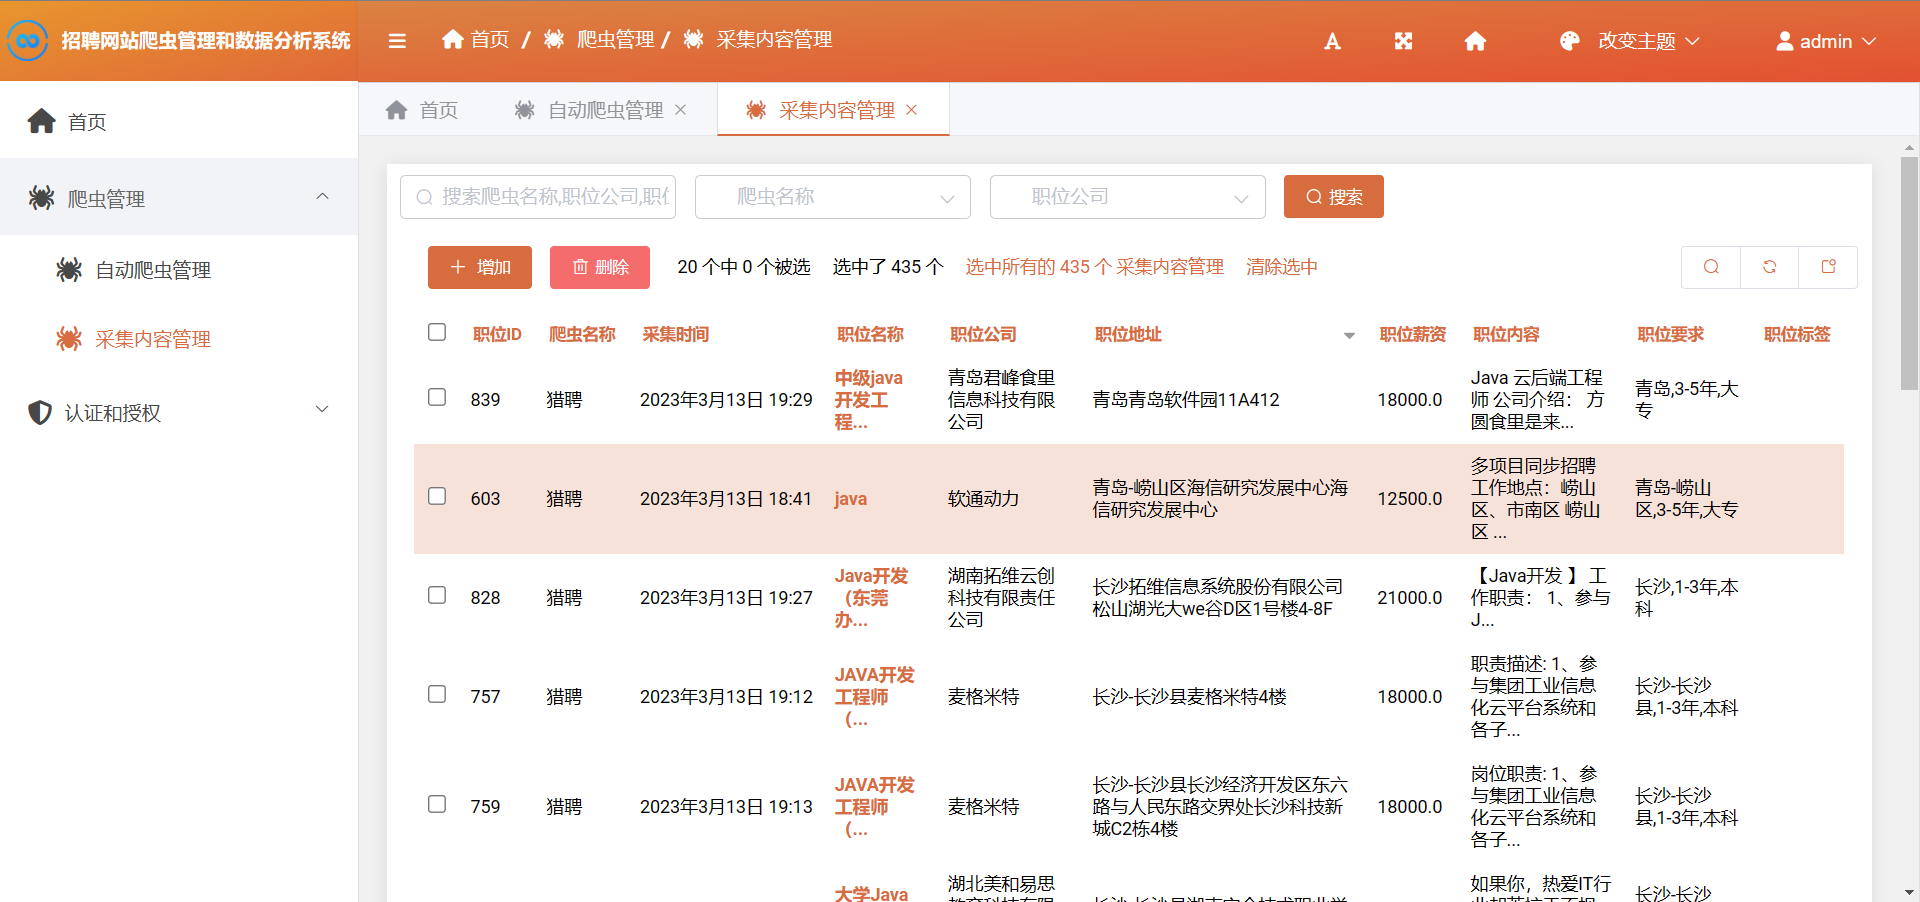 招聘网站爬虫管理和数据分析系统
首页 / 爬虫管理 / 采集内容管理
改变主题
admin
首页
爬虫管理
自动爬虫管理
采集内容管理
认证和授权
首页
自动爬虫管理
采集内容管理
搜索爬虫名称,职位公司,职
爬虫名称
职位公司
搜索
增加
删除
20 个中 0 个被选
选中了 435 个
选中所有的 435 个 采集内容管理
清除选中
职位ID 爬虫名称 采集时间 职位名称 职位公司 职位地址 职位薪资 职位内容 职位要求 职位标签
839
猎聘
2023年3月13日 19:29
中级java
开发工
程...
青岛君峰食里
信息科技有限
公司
青岛青岛软件园11A412
18000.0
Java 云后端工程
师 公司介绍： 方
圆食里是来...
青岛,3-5年,大
专
603
猎聘
2023年3月13日 18:41
java
软通动力
青岛-崂山区海信研究发展中心海
信研究发展中心
12500.0
多项目同步招聘
工作地点：崂山
区、市南区 崂山
区 ...
青岛-崂山
区,3-5年,大专
828
猎聘
2023年3月13日 19:27
Java开发
（东莞
办...
湖南拓维云创
科技有限责任
公司
长沙拓维信息系统股份有限公司
松山湖光大we谷D区1号楼4-8F
21000.0
【Java开发 】 工
作职责： 1、参与
J...
长沙,1-3年,本
科
757
猎聘
2023年3月13日 19:12
JAVA开发
工程师
（...
麦格米特
长沙-长沙县麦格米特4楼
18000.0
职责描述: 1、参
与集团工业信息
化云平台系统和
各子...
长沙-长沙
县,1-3年,本科
759
猎聘
2023年3月13日 19:13
JAVA开发
工程师
（...
麦格米特
长沙-长沙县长沙经济开发区东六
路与人民东路交界处长沙科技新
城C2栋4楼
18000.0
岗位职责: 1、参
与集团工业信息
化云平台系统和
各子...
长沙-长沙
县,1-3年,本科
大学Java
湖北美和易思
如果你，热爱IT行
长沙-长沙